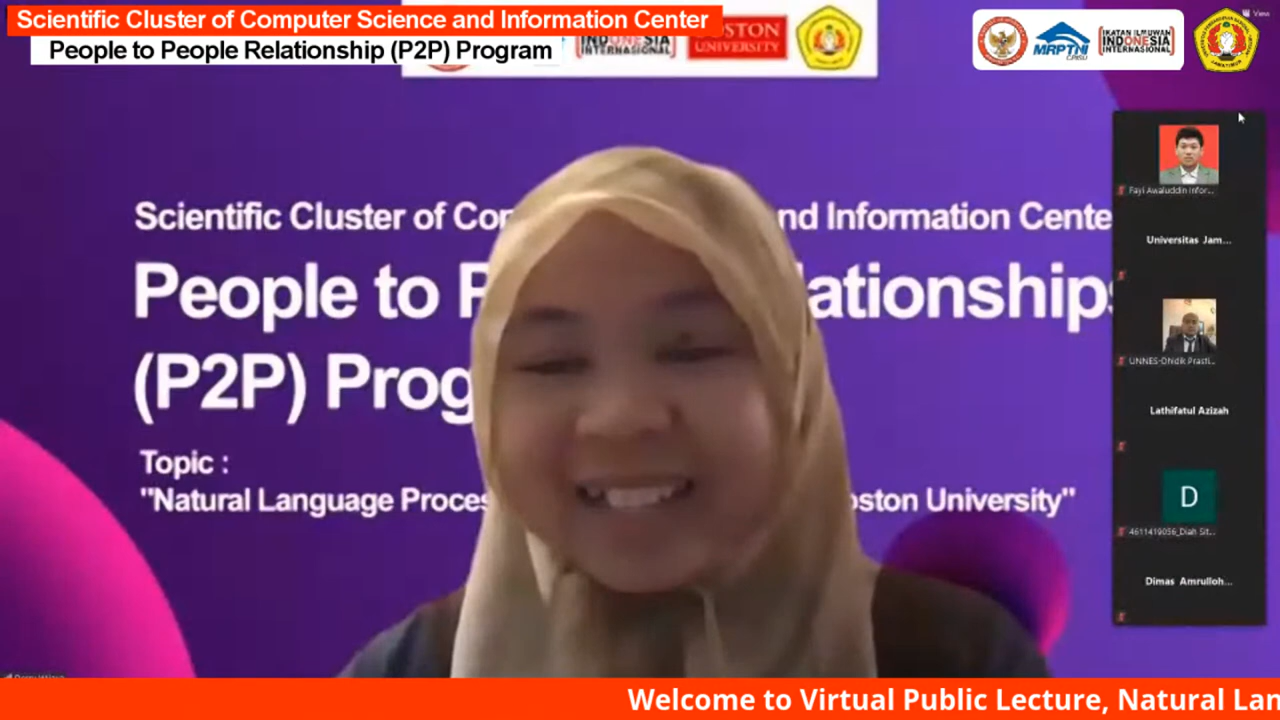 Scientific Cluster of Computer Science and Information Center
People to People Relationship (P2P) Program
INDONESIA
INTERNASIONAL
BOSTON
UNIVERSITY
MRPTNI
IKATAN ILMUWAN
INDONESIA
INTERNASIONAL
View
Scientific Cluster of Co nd Information Cente
People to P lationships
(P2P) Prog
Topic :
"Natural Language Proces oston University"
Fayi Awaluddin Infor...
Universitas Jam...
UNNES-Dhidik Prasti...
Lathifatul Azizah
D
4611419056_Diah Sit...
Dimas Amrulloh...
Welcome to Virtual Public Lecture, Natural Lan